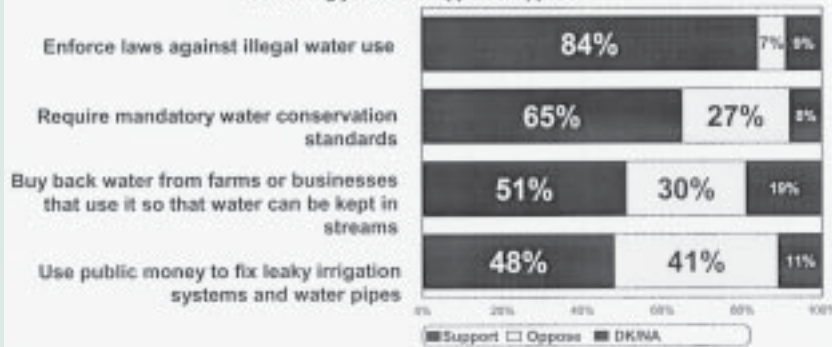 Enforce laws against illegal water use
84% 7% 9%
Require mandatory water conservation
standards
65% 27% 8%
Buy back water from farms or businesses
that use it so that water can be kept in
streams
51% 30% 19%
Use public money to fix leaky irrigation
systems and water pipes
48% 41% 11%
0% 20% 40% 60% 80% 100%
Support Oppose DK/NA